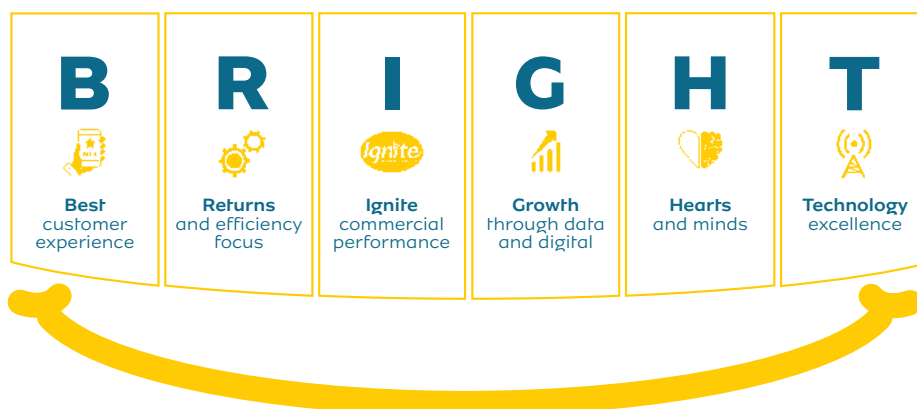 B
Best
customer
experience
R
Returns
and efficiency
focus
I
Ignite
Ignite
commercial
performance
G
Growth
through data
and digital
H
Hearts
and minds
T
Technology
excellence